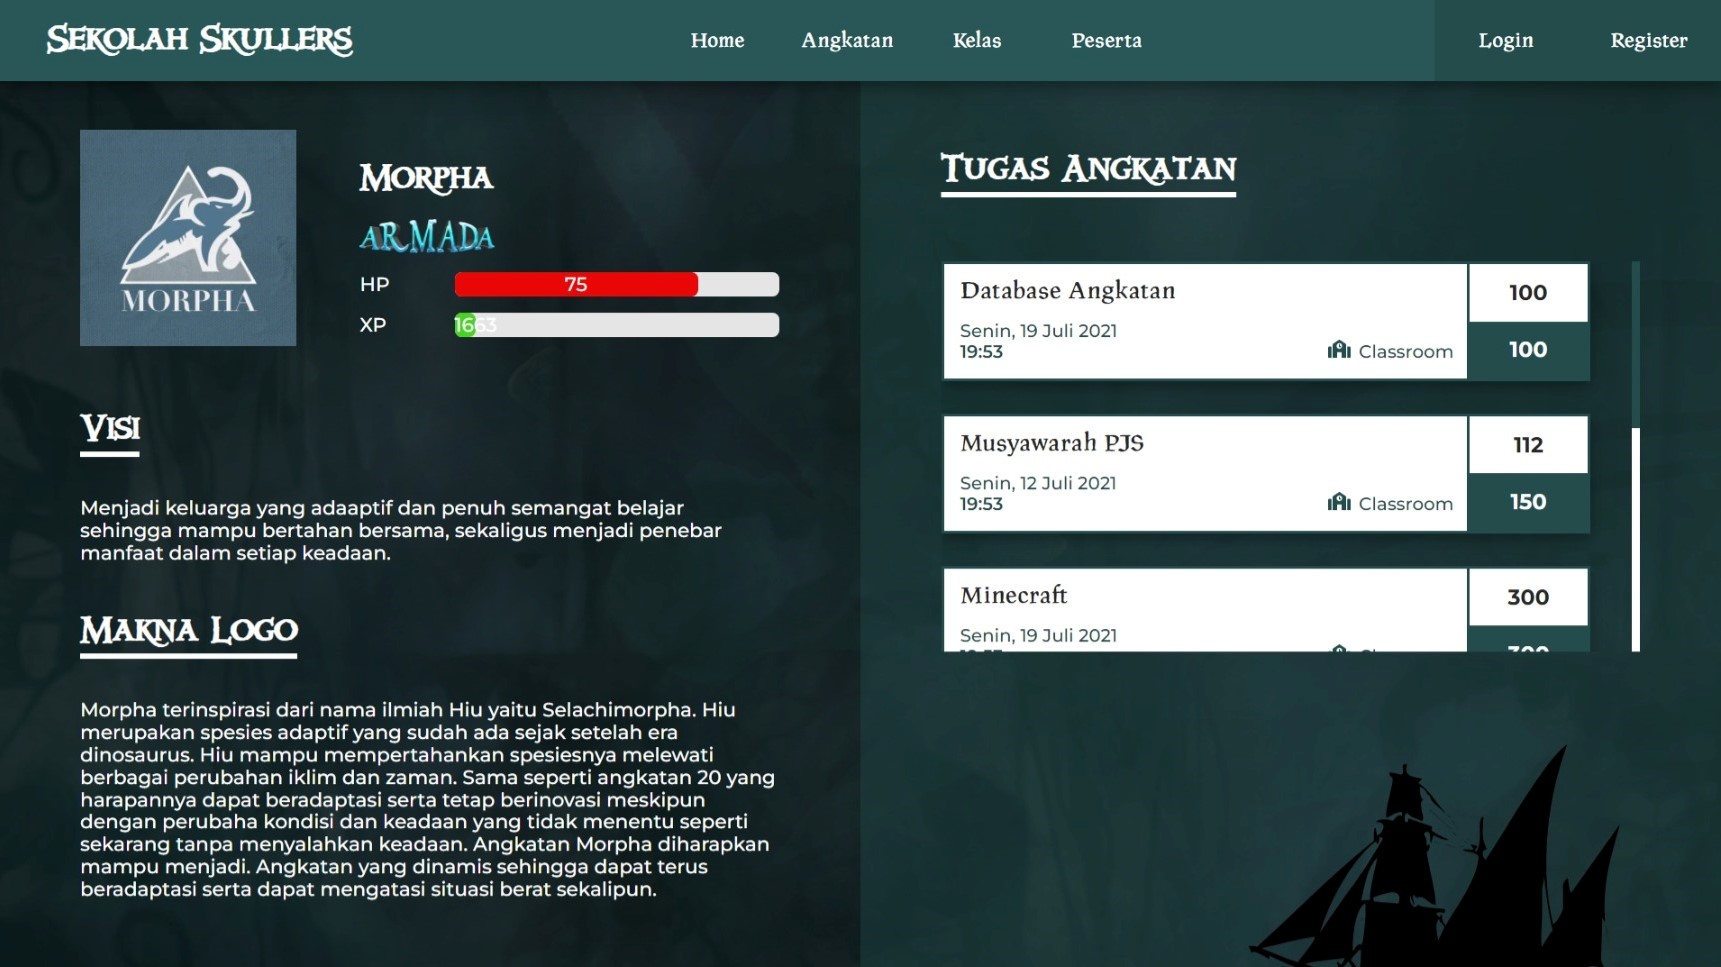 Sekolah Skullers
Home
Angkatan
Kelas
Peserta
Login
Register
MORPHA
Morpha
ARMADA
HP
75
XP
1663
Visi
Menjadi keluarga yang adaaptif dan penuh semangat belajar
sehingga mampu bertahan bersama, sekaligus menjadi penebar
manfaat dalam setiap keadaan.
Makna Logo
Morpha terinspirasi dari nama ilmiah Hiu yaitu Selachimorpha. Hiu
merupakan spesies adaptif yang sudah ada sejak setelah era
dinosaurus. Hiu mampu mempertahankan spesiesnya melewati
berbagai perubahan iklim dan zaman. Sama seperti angkatan 20 yang
harapannya dapat beradaptasi serta tetap berinovasi meskipun
dengan perubaha kondisi dan keadaan yang tidak menentu seperti
sekarang tanpa menyalahkan keadaan. Angkatan Morpha diharapkan
mampu menjadi. Angkatan yang dinamis sehingga dapat terus
beradaptasi serta dapat mengatasi situasi berat sekalipun.
Tugas Angkatan
Database Angkatan
Senin, 19 Juli 2021
19:53
Classroom
100
100
Musyawarah PJS
Senin, 12 Juli 2021
19:53
Classroom
112
150
Minecraft
Senin, 19 Juli 2021
300